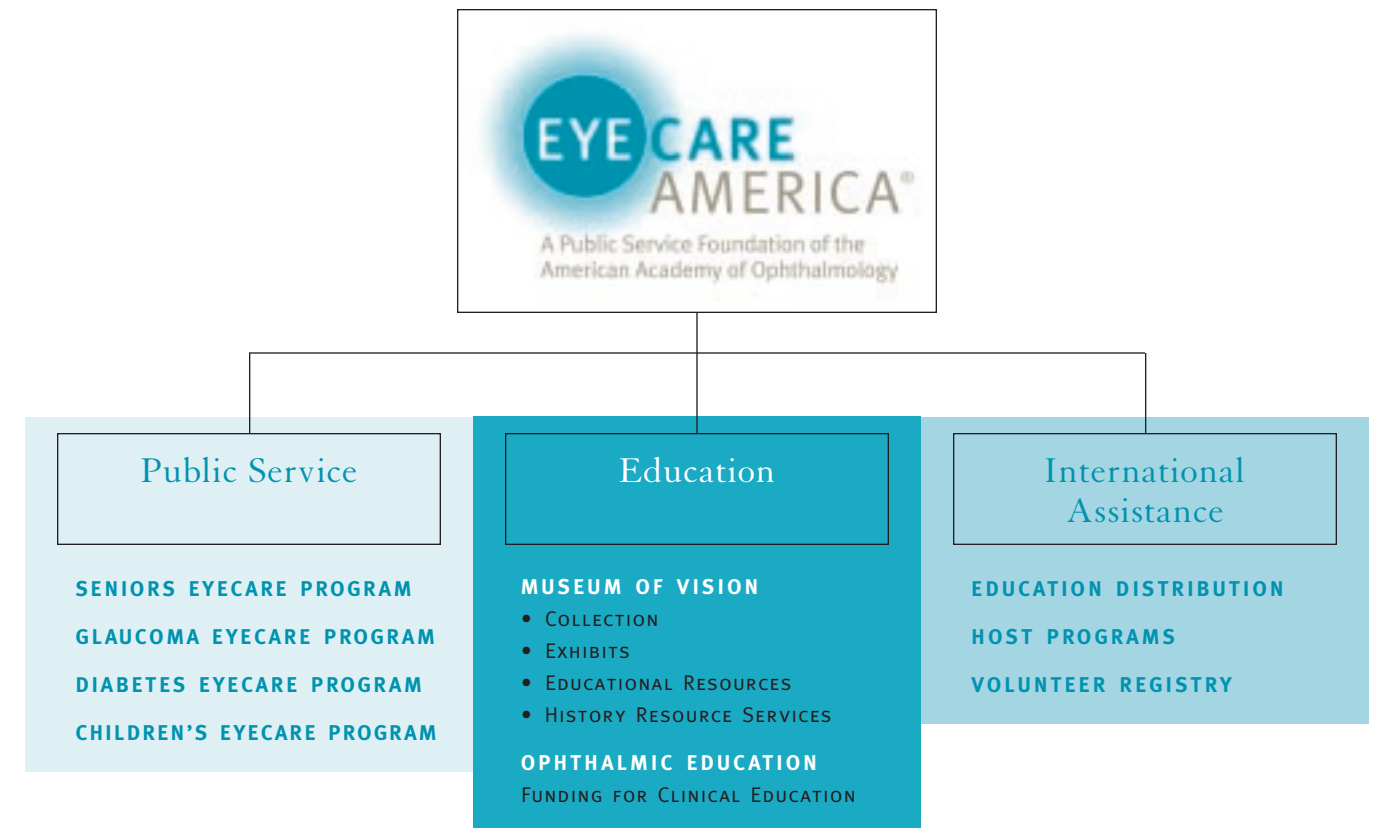 EYE CARE
AMERICA®
A Public Service Foundation of the
American Academy of Ophthalmology
Public Service
SENIORS EYECARE PROGRAM
GLAUCOMA EYECARE PROGRAM
DIABETES EYECARE PROGRAM
CHILDREN’S EYECARE PROGRAM
Education
MUSEUM OF VISION
• COLLECTION
• EXHIBITS
• EDUCATIONAL RESOURCES
• HISTORY RESOURCE SERVICES
OPHTHALMIC EDUCATION
FUNDING FOR CLINICAL EDUCATION
International
Assistance
EDUCATION DISTRIBUTION
HOST PROGRAMS
VOLUNTEER REGISTRY